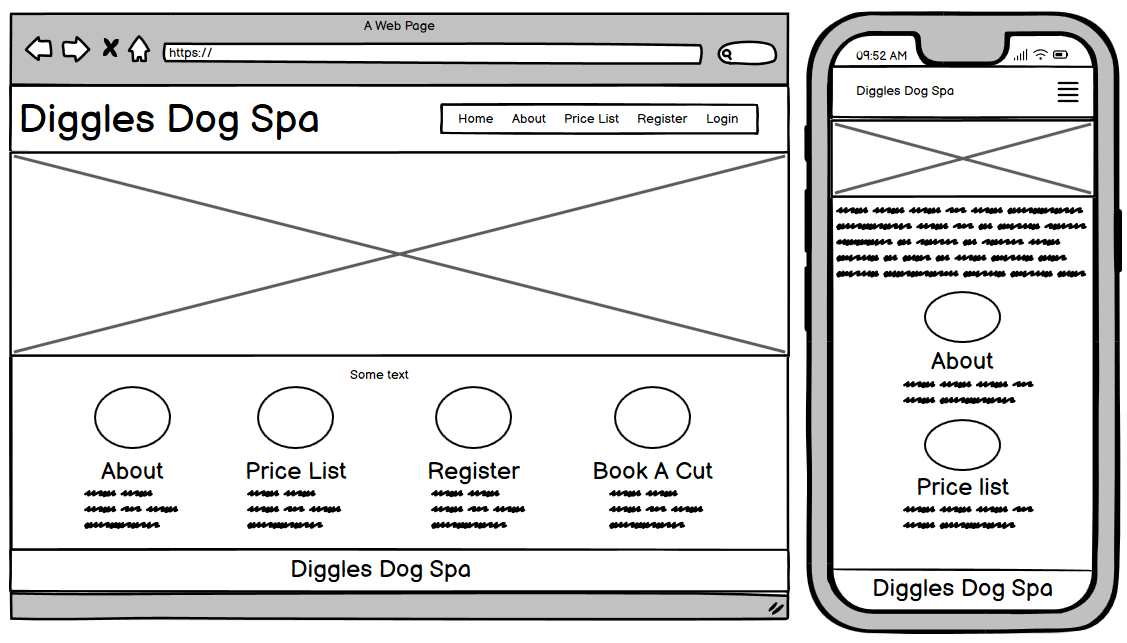 A Web Page
https://
Diggles Dog Spa
Home About Price List Register Login
Some text
About Price List Register Book A Cut
Diggles Dog Spa
09:52 AM
Diggles Dog Spa
About
Price list
Diggles Dog Spa